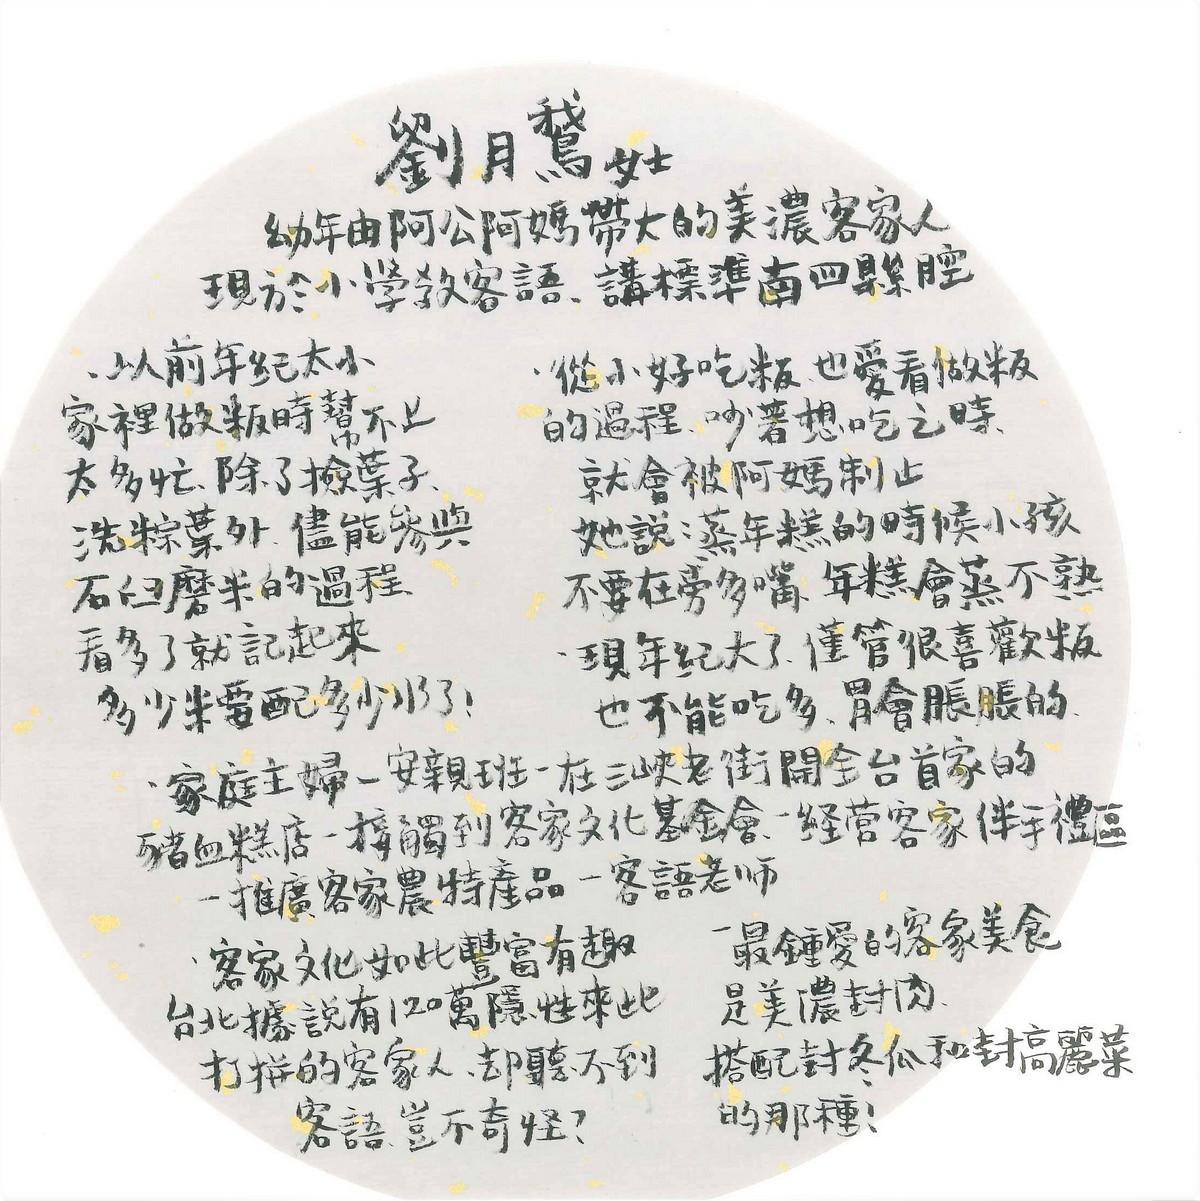 劉月鵞女士
幼年由阿公阿媽帶大的美濃客家人
現於小學教客語、講標準南四縣腔
·以前年紀太小
家裡做粄時幫不上
太多忙、除了撿葉子、
洗粽葉外、儘能參與
石臼磨米的過程
看多了就記起來
多少米要配多少水了！
·從小好吃粄、也愛看做粄
的過程、吵著想吃之時、
就會被阿媽制止
她說：蒸年糕的時候小孩
不要在旁多嘴、年糕會蒸不熟
·現年紀大了、僅管很喜歡粄
也不能吃多、胃會脹脹的、
·家庭主婦－安親班－在三峽老街開全台首家的
豬血糕店－接觸到客家文化基金會－經营客家伴手禮區
－推廣客家農特產品－客語老师
·客家文化如此豐富有趣
台北據說有120萬隱性來此
打拼的客家人、却聽不到
客語、豈不奇怪？
－最鍾愛的客家美食
是美濃封肉、
搭配封冬瓜和封高麗菜
的那種！